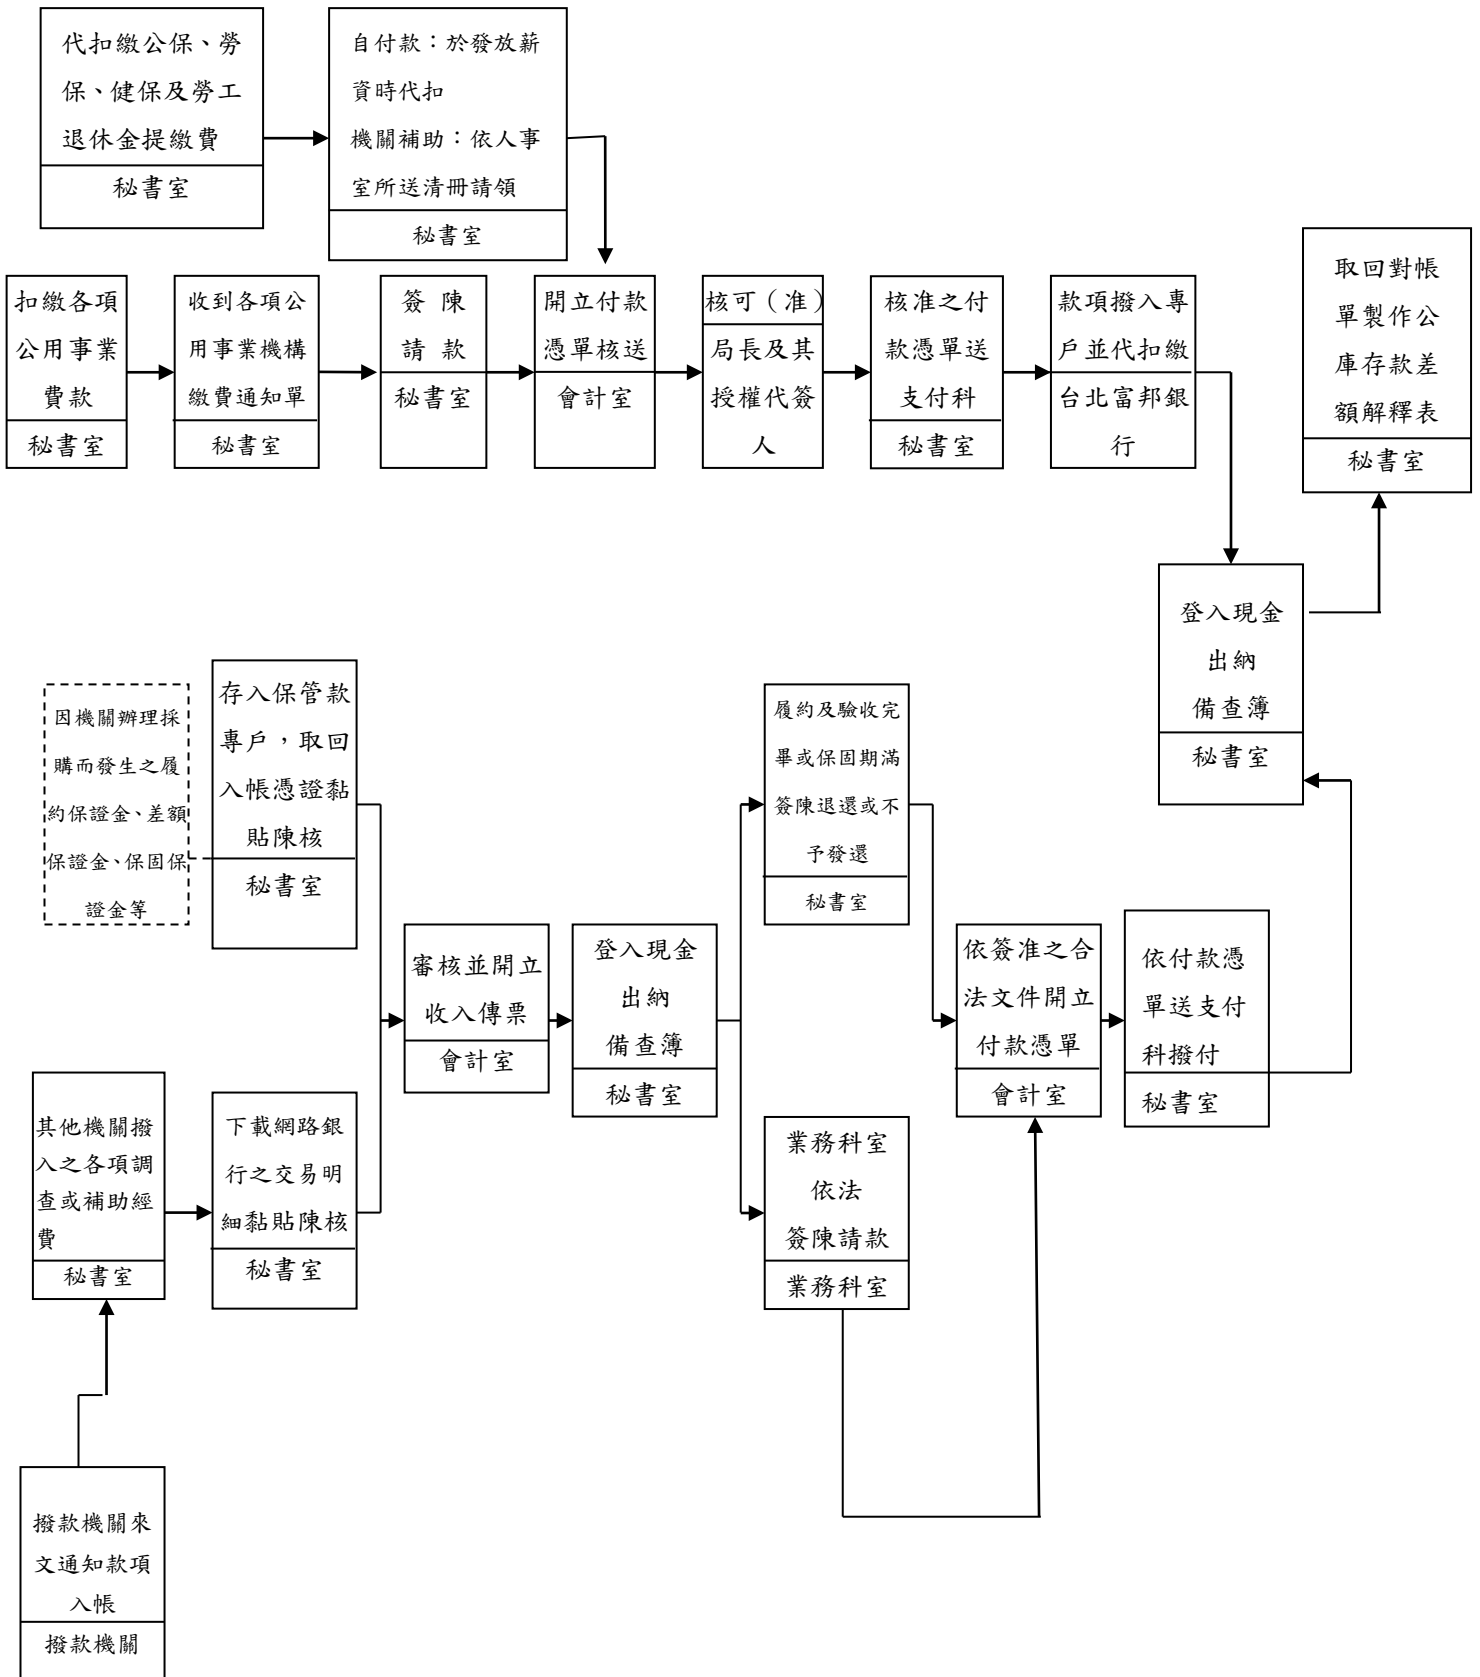 代扣繳公保、勞
保、健保及勞工
退休金提繳費
秘書室
自付款：於發放薪
資時代扣
機關補助：依人事
室所送清冊請領
秘書室
扣繳各項
公用事業
費款
秘書室
收到各項公
用事業機構
繳費通知單
秘書室
簽 陳
請 款
秘書室
開立付款
憑單核送
會計室
核可（准）
局長及其
授權代簽
人
核准之付
款憑單送
支付科
秘書室
款項撥入專
戶並代扣繳
台北富邦銀
行
取回對帳
單製作公
庫存款差
額解釋表
秘書室
登入現金
出納
備查簿
秘書室
因機關辦理採
購而發生之履
約保證金、差額
保證金、保固保
證金等
存入保管款
專戶，取回
入帳憑證黏
貼陳核
秘書室
履約及驗收完
畢或保固期滿
簽陳退還或不
予發還
秘書室
審核並開立
收入傳票
會計室
登入現金
出納
備查簿
秘書室
依簽准之合
法文件開立
付款憑單
會計室
依付款憑
單送支付
科撥付
秘書室
其他機關撥
入之各項調
查或補助經
費
秘書室
下載網路銀
行之交易明
細黏貼陳核
秘書室
業務科室
依法
簽陳請款
業務科室
撥款機關來
文通知款項
入帳
撥款機關